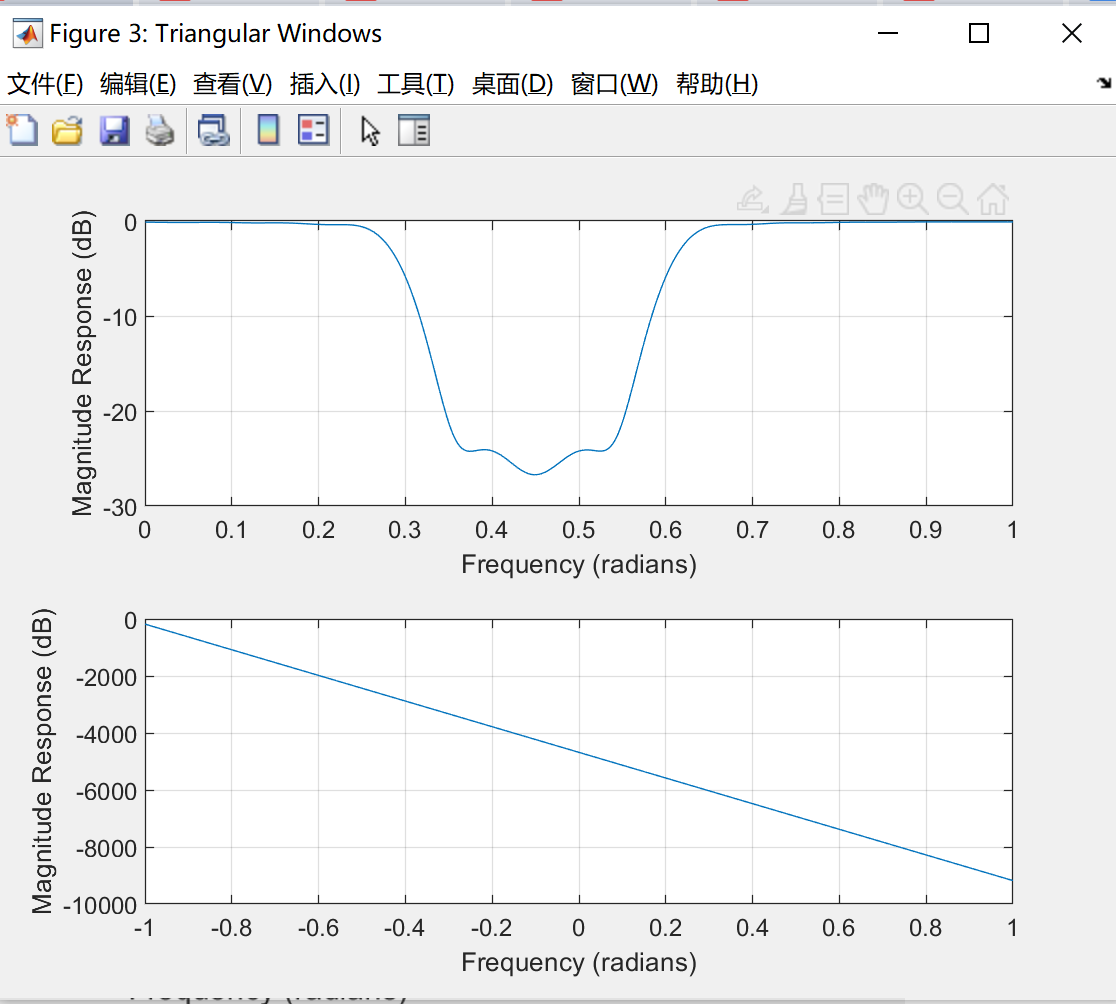 Figure 3: Triangular Windows
文件(F) 编辑(E) 查看(V) 插入(I) 工具(T) 桌面(D) 窗口(W) 帮助(H)
Magnitude Response (dB)
0
-10
-20
-30
0 0.1 0.2 0.3 0.4 0.5 0.6 0.7 0.8 0.9 1
Frequency (radians)
Magnitude Response (dB)
0
-2000
-4000
-6000
-8000
-10000
-1 -0.8 -0.6 -0.4 -0.2 0 0.2 0.4 0.6 0.8 1
Frequency (radians)
Frequency (radians)